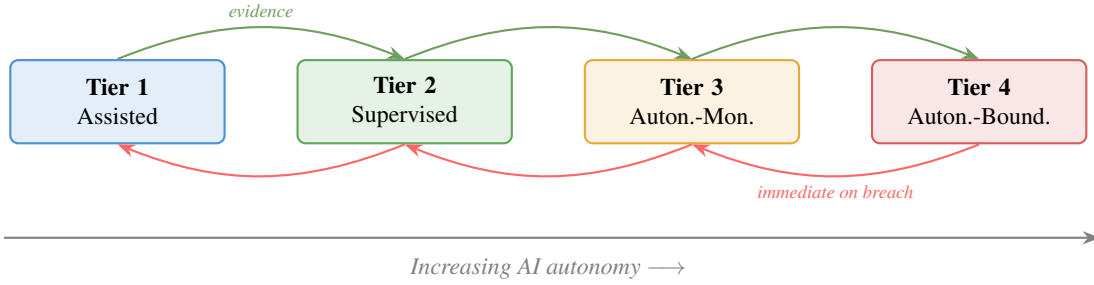 evidence
Tier 1
Assisted
Tier 2
Supervised
Tier 3
Auton.-Mon.
Tier 4
Auton.-Bound.
immediate on breach
Increasing AI autonomy ⟶